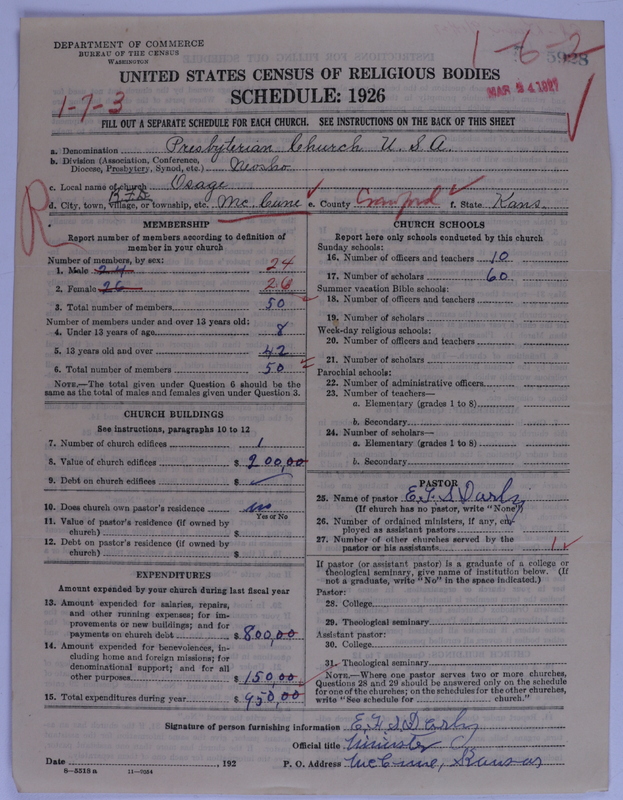 DEPARTMENT OF COMMERCE
BUREAU OF THE CENSUS
WASHINGTON
1-6-2
5928
MAR 24 1927
UNITED STATES CENSUS OF RELIGIOUS BODIES
1-7-3
SCHEDULE: 1926
FILL OUT A SEPARATE SCHEDULE FOR EACH CHURCH. SEE INSTRUCTIONS ON THE BACK OF THIS SHEET
a. Denomination Presbyterian Church U.S.A.
b. Division (Association, Conference,
Diocese, Presbytery, Synod, etc.) Neosho
c. Local name of church Osage
R.F.D.
d. City, town, village, or township, etc. McCune e. County Crawford f. State Kans.
R
MEMBERSHIP
Report number of members according to definition of
member in your church
Number of members, by sex:
1. Male 24 24
2. Female 26 26
3. Total number of members 50
Number of members under and over 13 years old:
4. Under 13 years of age 8
5. 13 years old and over 42
6. Total number of members 50
NOTE.—The total given under Question 6 should be the
same as the total of males and females given under Question 3.
CHURCH BUILDINGS
See instructions, paragraphs 10 to 12
7. Number of church edifices 1
8. Value of church edifices $ 200,00
9. Debt on church edifices $
10. Does church own pastor's residence no
Yes or No
11. Value of pastor's residence (if owned by
church) $
12. Debt on pastor's residence (if owned by
church) $
EXPENDITURES
Amount expended by your church during last fiscal year
13. Amount expended for salaries, repairs,
and other running expenses; for im-
provements or new buildings; and for
payments on church debt $ 800,00
14. Amount expended for benevolences, in-
cluding home and foreign missions; for
denominational support; and for all
other purposes $ 150,00
15. Total expenditures during year $ 950,00
CHURCH SCHOOLS
Report here only schools conducted by this church
Sunday schools:
16. Number of officers and teachers 10
17. Number of scholars 60
Summer vacation Bible schools:
18. Number of officers and teachers
19. Number of scholars
Week-day religious schools:
20. Number of officers and teachers
21. Number of scholars
Parochial schools:
22. Number of administrative officers
23. Number of teachers—
a. Elementary (grades 1 to 8)
b. Secondary
24. Number of scholars—
a. Elementary (grades 1 to 8)
b. Secondary
PASTOR
25. Name of pastor E.F.S Darby
(If church has no pastor, write "None")
26. Number of ordained ministers, if any, em-
ployed as assistant pastors
27. Number of other churches served by the
pastor or his assistants 1
If pastor (or assistant pastor) is a graduate of a college or
theological seminary, give name of institution below. (If
not a graduate, write "No" in the space indicated.)
Pastor:
28. College
29. Theological seminary
Assistant pastor:
30. College
31. Theological seminary
NOTE.—Where one pastor serves two or more churches,
Questions 28 and 29 should be answered only on the schedule
for one of the churches; on the schedules for the other churches,
write "See schedule for church."
Signature of person furnishing information E.F.S Darby
Official title Minister
Date , 192 P. O. Address McCune, Kansas
8-5513 a 11-9034